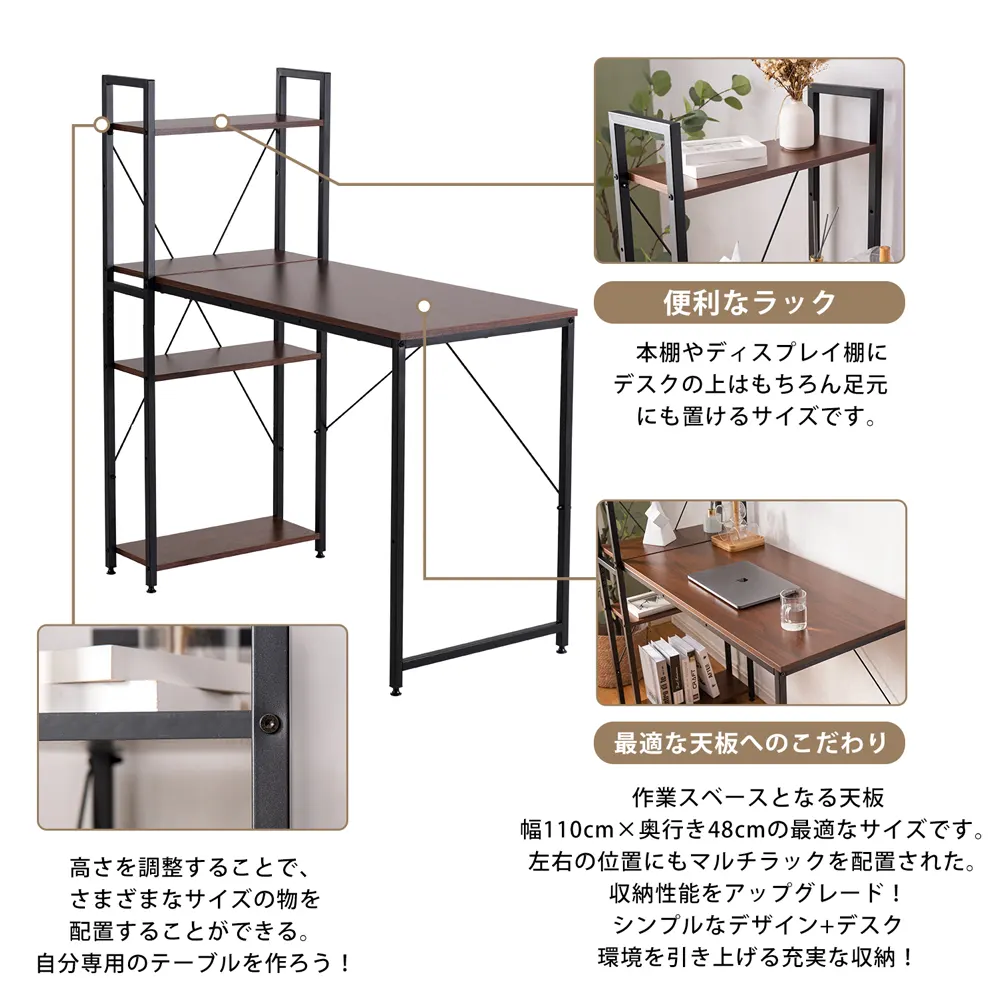 便利なラック
本棚やディスプレイ棚に
デスクの上はもちろん足元
にも置けるサイズです。
最適な天板へのこだわり
作業スベースとなる天板
幅110cm×奥行き48cmの最適なサイズです。
左右の位置にもマルチラックを配置された。
収納性能をアップグレード！
シンプルなデザイン+デスク
環境を引き上げる充実な収納！
高さを調整することで、
さまざまなサイズの物を
配置することができる。
自分専用のテーブルを作ろう！